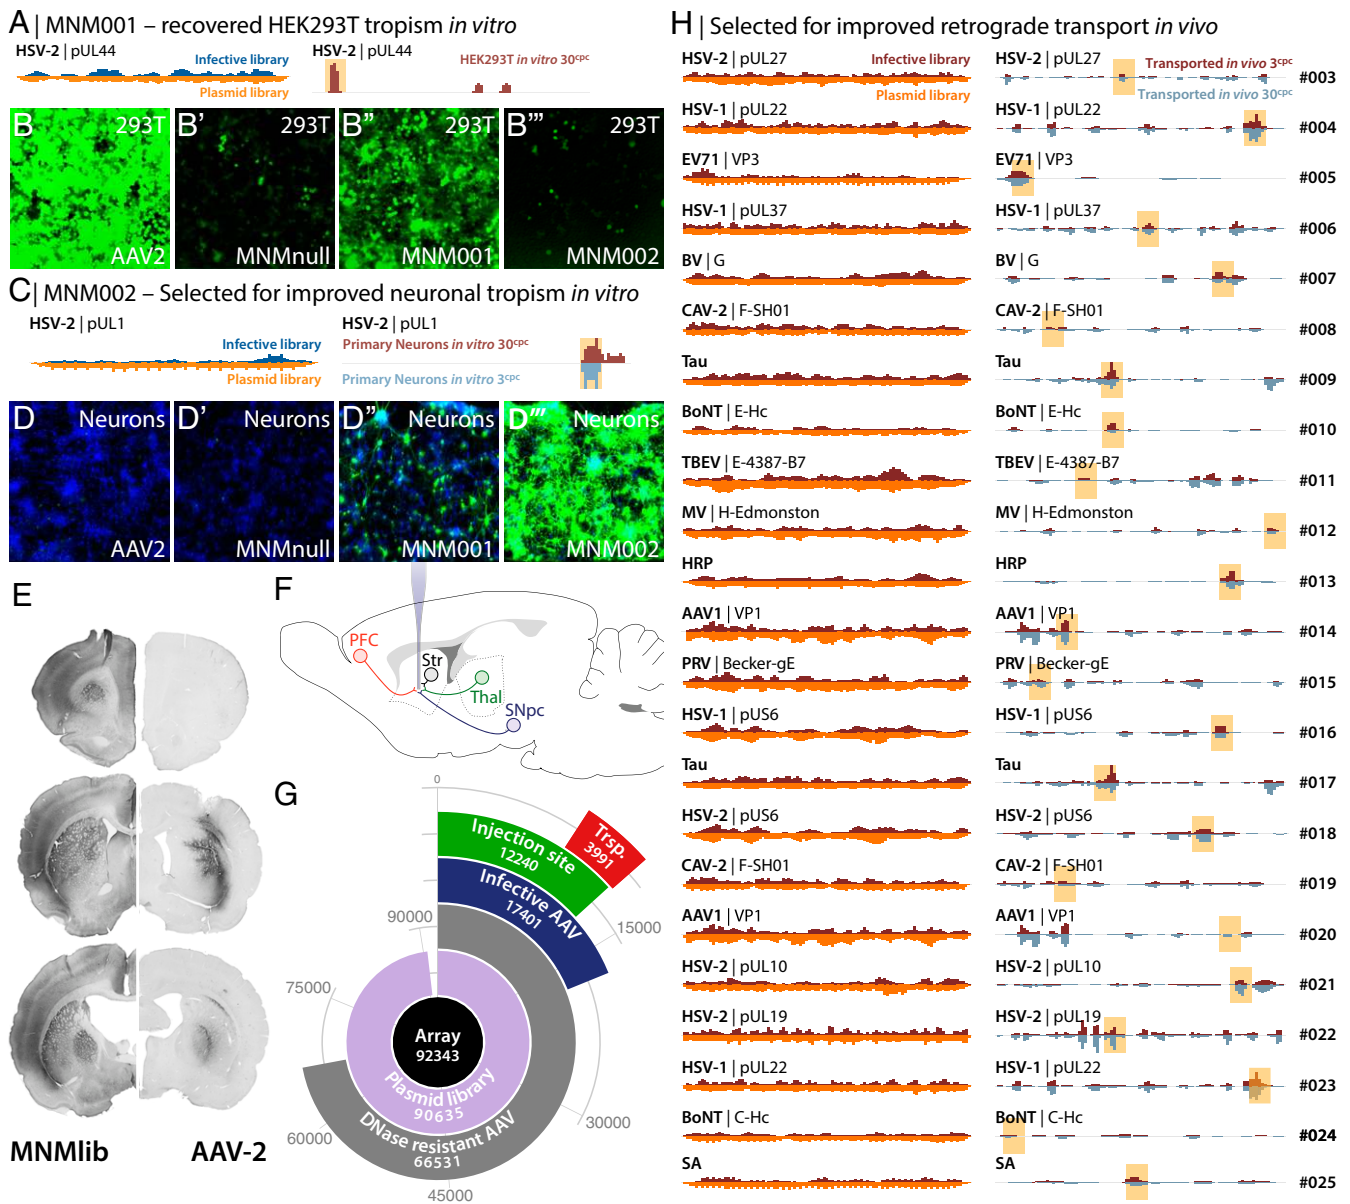 A | MNM001 – recovered HEK293T tropism in vitro
HSV-2 | pUL44
Infective library
Plasmid library
HSV-2 | pUL44
HEK293T in vitro 30cpc
B 293T
AAV2
B' 293T
MNMnull
B'' 293T
MNM001
B''' 293T
MNM002
C | MNM002 – Selected for improved neuronal tropism in vitro
HSV-2 | pUL1
Infective library
Plasmid library
HSV-2 | pUL1
Primary Neurons in vitro 30cpc
Primary Neurons in vitro 3cpc
D Neurons
AAV2
D' Neurons
MNMnull
D'' Neurons
MNM001
D''' Neurons
MNM002
E
MNMlib
AAV-2
F
PFC
Str
Thal
SNpc
G
0
15000
30000
45000
60000
75000
90000
Trsp.
3991
Injection site
12240
Infective AAV
17401
Array
92343
Plasmid library
90635
DNase resistant AAV
66531
H | Selected for improved retrograde transport in vivo
HSV-2 | pUL27
Infective library
Plasmid library
HSV-2 | pUL27
Transported in vivo 3cpc
Transported in vivo 30cpc
#003
HSV-1 | pUL22
HSV-1 | pUL22
#004
EV71 | VP3
EV71 | VP3
#005
HSV-1 | pUL37
HSV-1 | pUL37
#006
BV | G
BV | G
#007
CAV-2 | F-SH01
CAV-2 | F-SH01
#008
Tau
Tau
#009
BoNT | E-Hc
BoNT | E-Hc
#010
TBEV | E-4387-B7
TBEV | E-4387-B7
#011
MV | H-Edmonston
MV | H-Edmonston
#012
HRP
HRP
#013
AAV1 | VP1
AAV1 | VP1
#014
PRV | Becker-gE
PRV | Becker-gE
#015
HSV-1 | pUS6
HSV-1 | pUS6
#016
Tau
Tau
#017
HSV-2 | pUS6
HSV-2 | pUS6
#018
CAV-2 | F-SH01
CAV-2 | F-SH01
#019
AAV1 | VP1
AAV1 | VP1
#020
HSV-2 | pUL10
HSV-2 | pUL10
#021
HSV-2 | pUL19
HSV-2 | pUL19
#022
HSV-1 | pUL22
HSV-1 | pUL22
#023
BoNT | C-Hc
BoNT | C-Hc
#024
SA
SA
#025